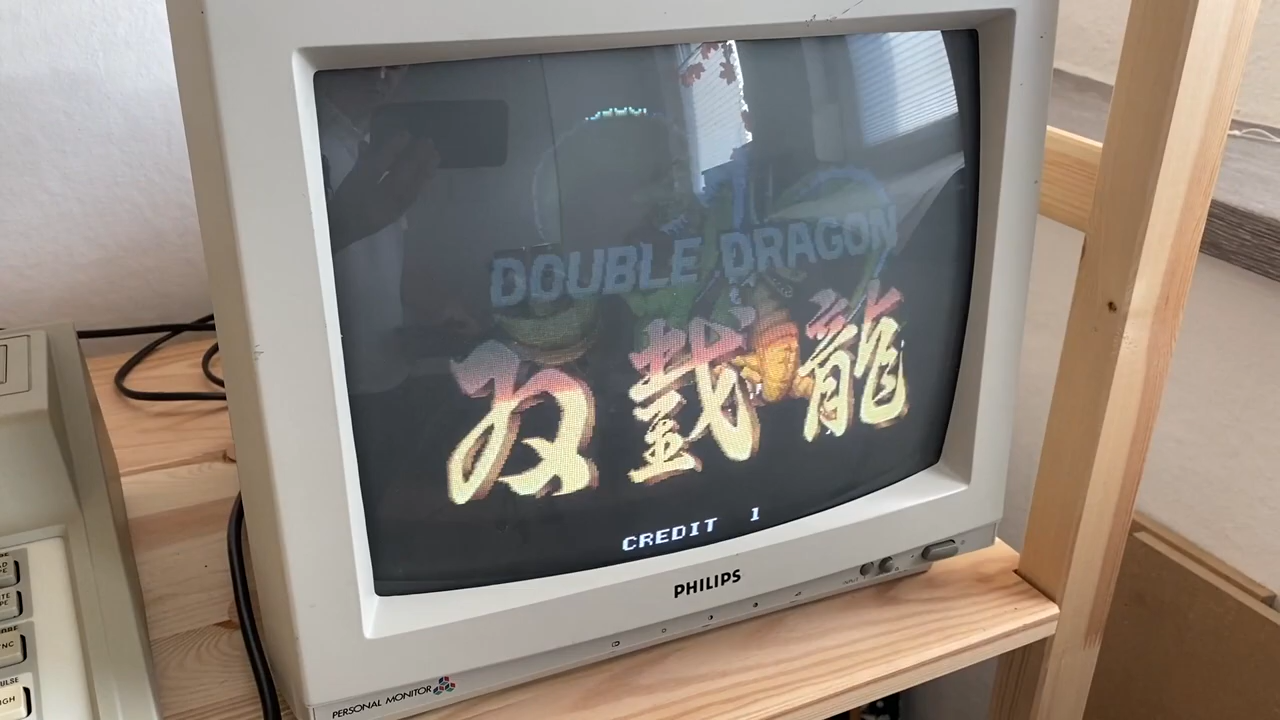 DOUBLE DRAGON
双截龍
CREDIT 1
PHILIPS
PERSONAL MONITOR